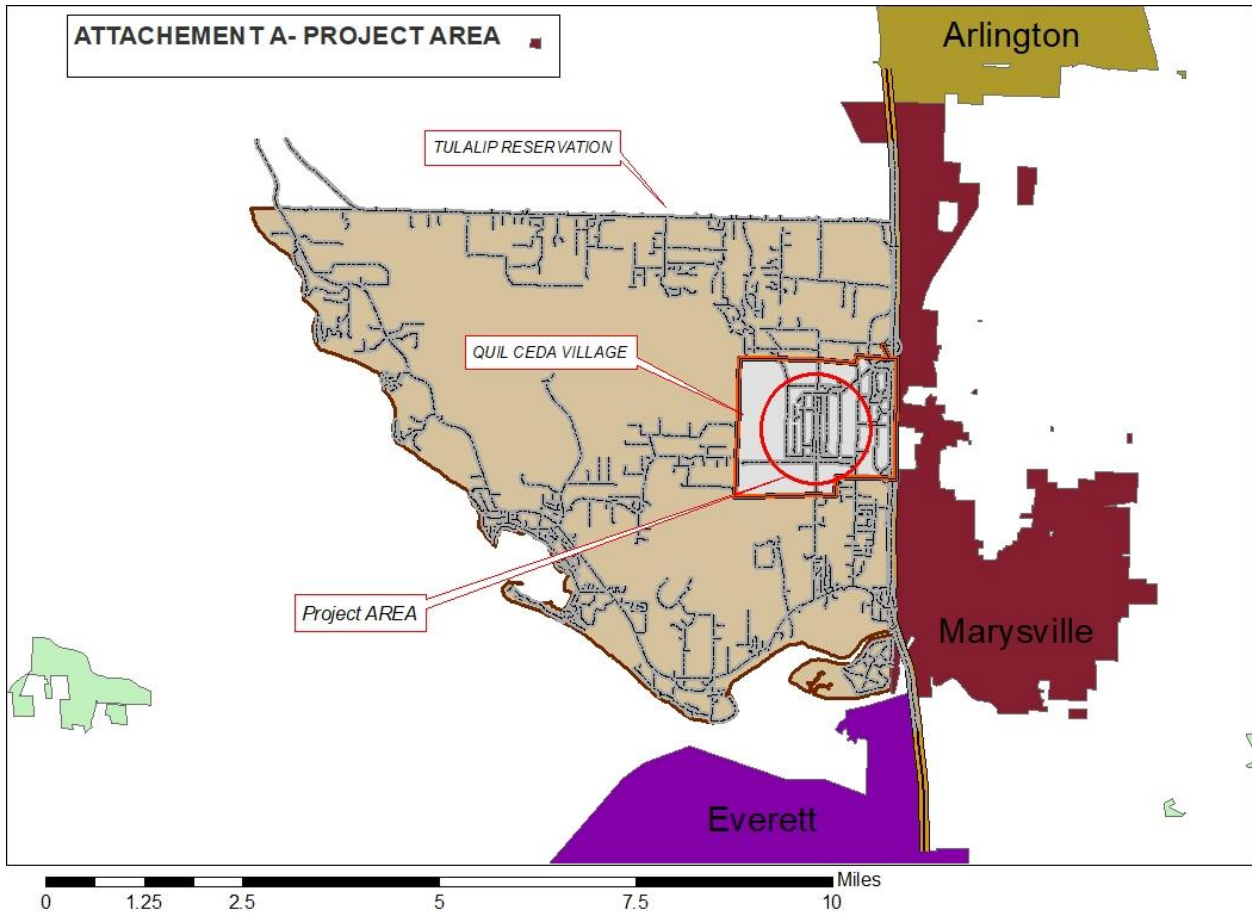 ATTACHEMENT A- PROJECT AREA
Arlington
TULALIP RESERVATION
QUIL CEDA VILLAGE
Project AREA
Marysville
Everett
Miles
0 1.25 2.5 5 7.5 10